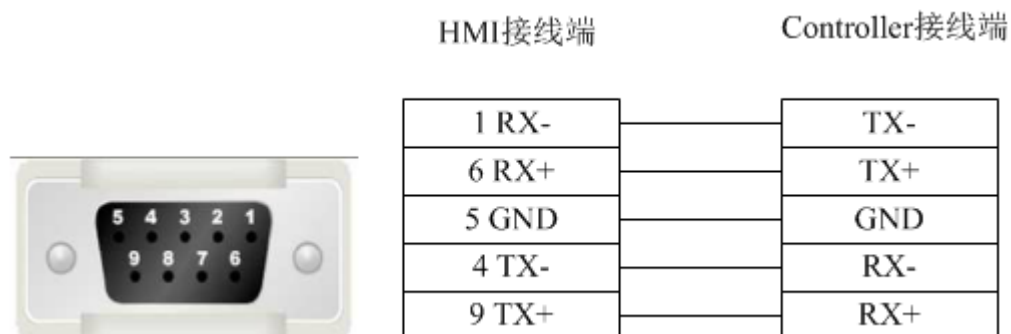 HMI接线端 Controller接线端
1 RX- TX-
6 RX+ TX+
5 GND GND
4 TX- RX-
9 TX+ RX+
5 4 3 2 1
9 8 7 6